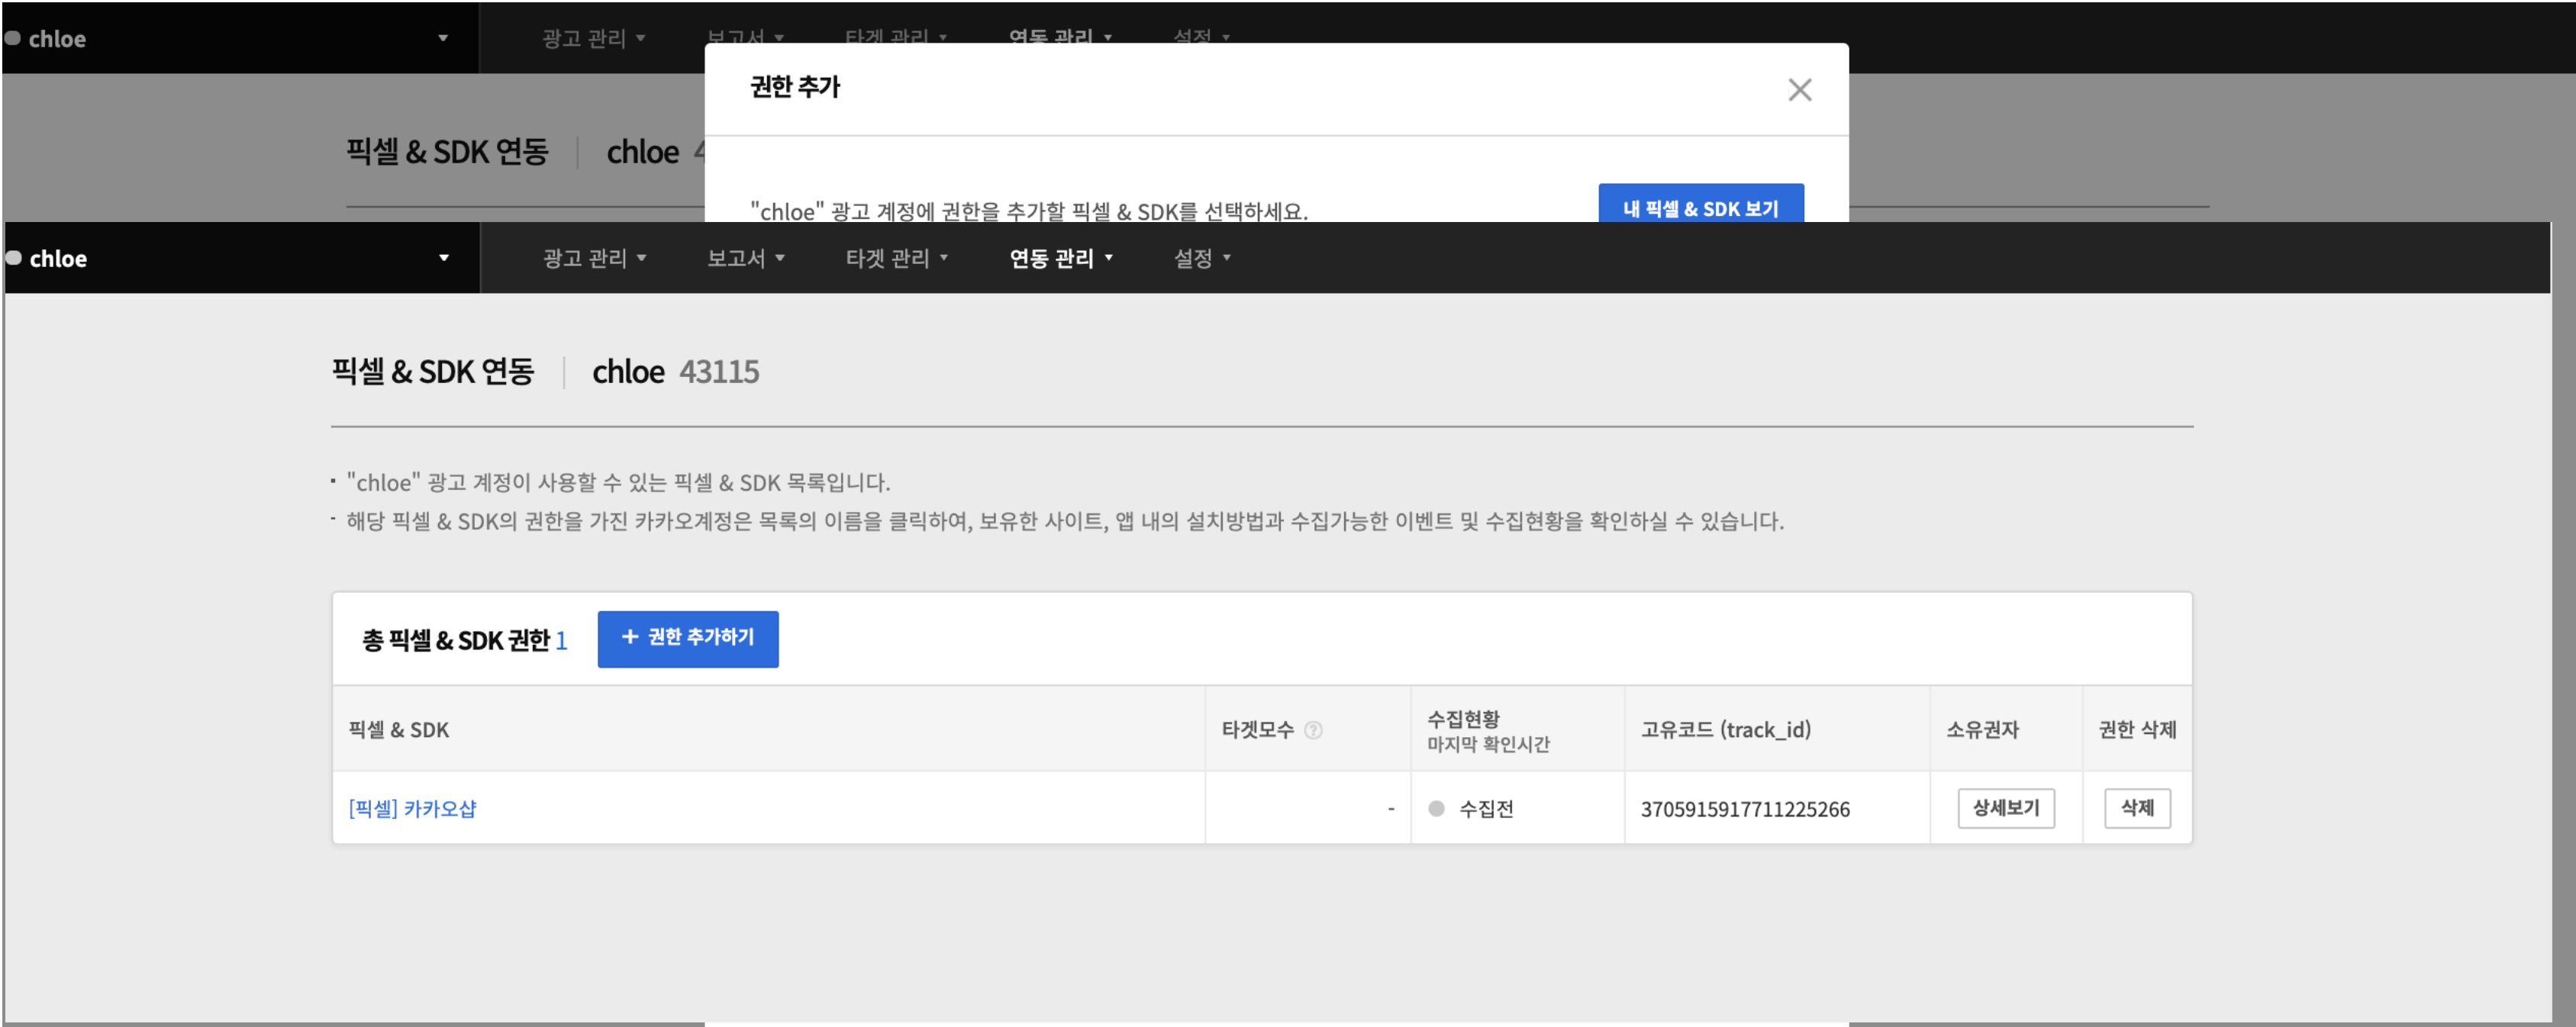 chloe 광고 관리 보고서 타겟 관리 연동 관리 설정
권한 추가
픽셀 & SDK 연동 chloe 4
"chloe" 광고 계정에 권한을 추가할 픽셀 & SDK를 선택하세요. 내 픽셀 & SDK 보기
chloe 광고 관리 보고서 타겟 관리 연동 관리 설정
픽셀 & SDK 연동 chloe 43115
"chloe" 광고 계정이 사용할 수 있는 픽셀 & SDK 목록입니다.
해당 픽셀 & SDK의 권한을 가진 카카오계정은 목록의 이름을 클릭하여, 보유한 사이트, 앱 내의 설치방법과 수집가능한 이벤트 및 수집현황을 확인하실 수 있습니다.
총 픽셀 & SDK 권한 1 + 권한 추가하기
픽셀 & SDK 타겟모수 ? 수집현황 고유코드 (track_id) 소유권자 권한 삭제
마지막 확인시간
[픽셀] 카카오샵 - 수집전 3705915917711225266 상세보기 삭제